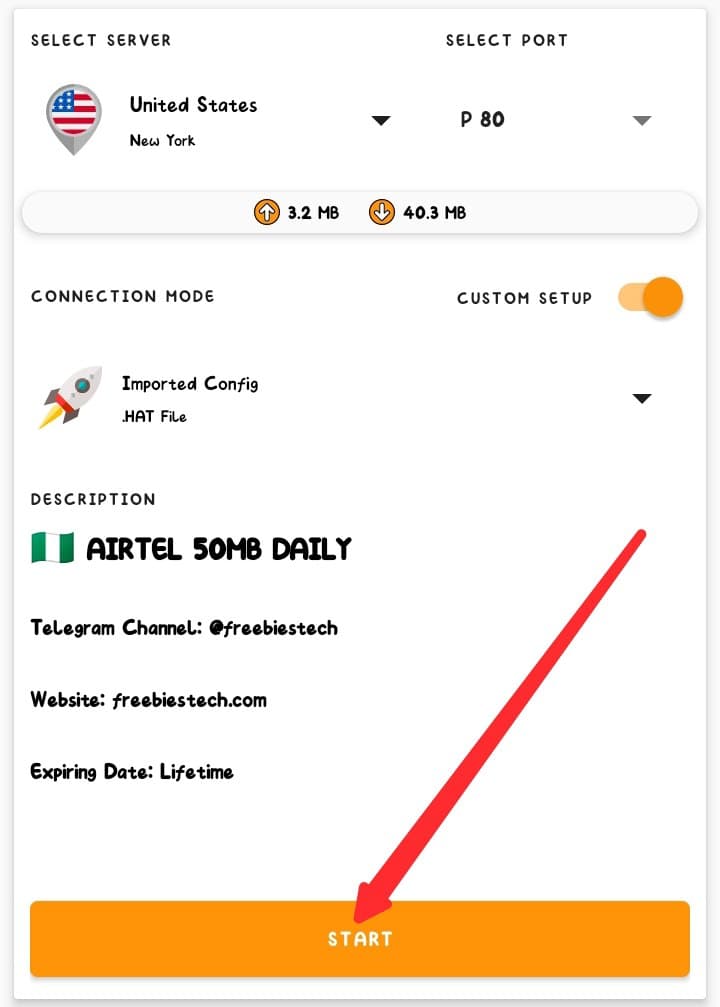 SELECT SERVER
SELECT PORT
United States
New York
P 80
3.2 MB
40.3 MB
CONNECTION MODE
CUSTOM SETUP
Imported Config
.HAT File
DESCRIPTION
AIRTEL 50MB DAILY
Telegram Channel: @freebiestech
Website: freebiestech.com
Expiring Date: Lifetime
START